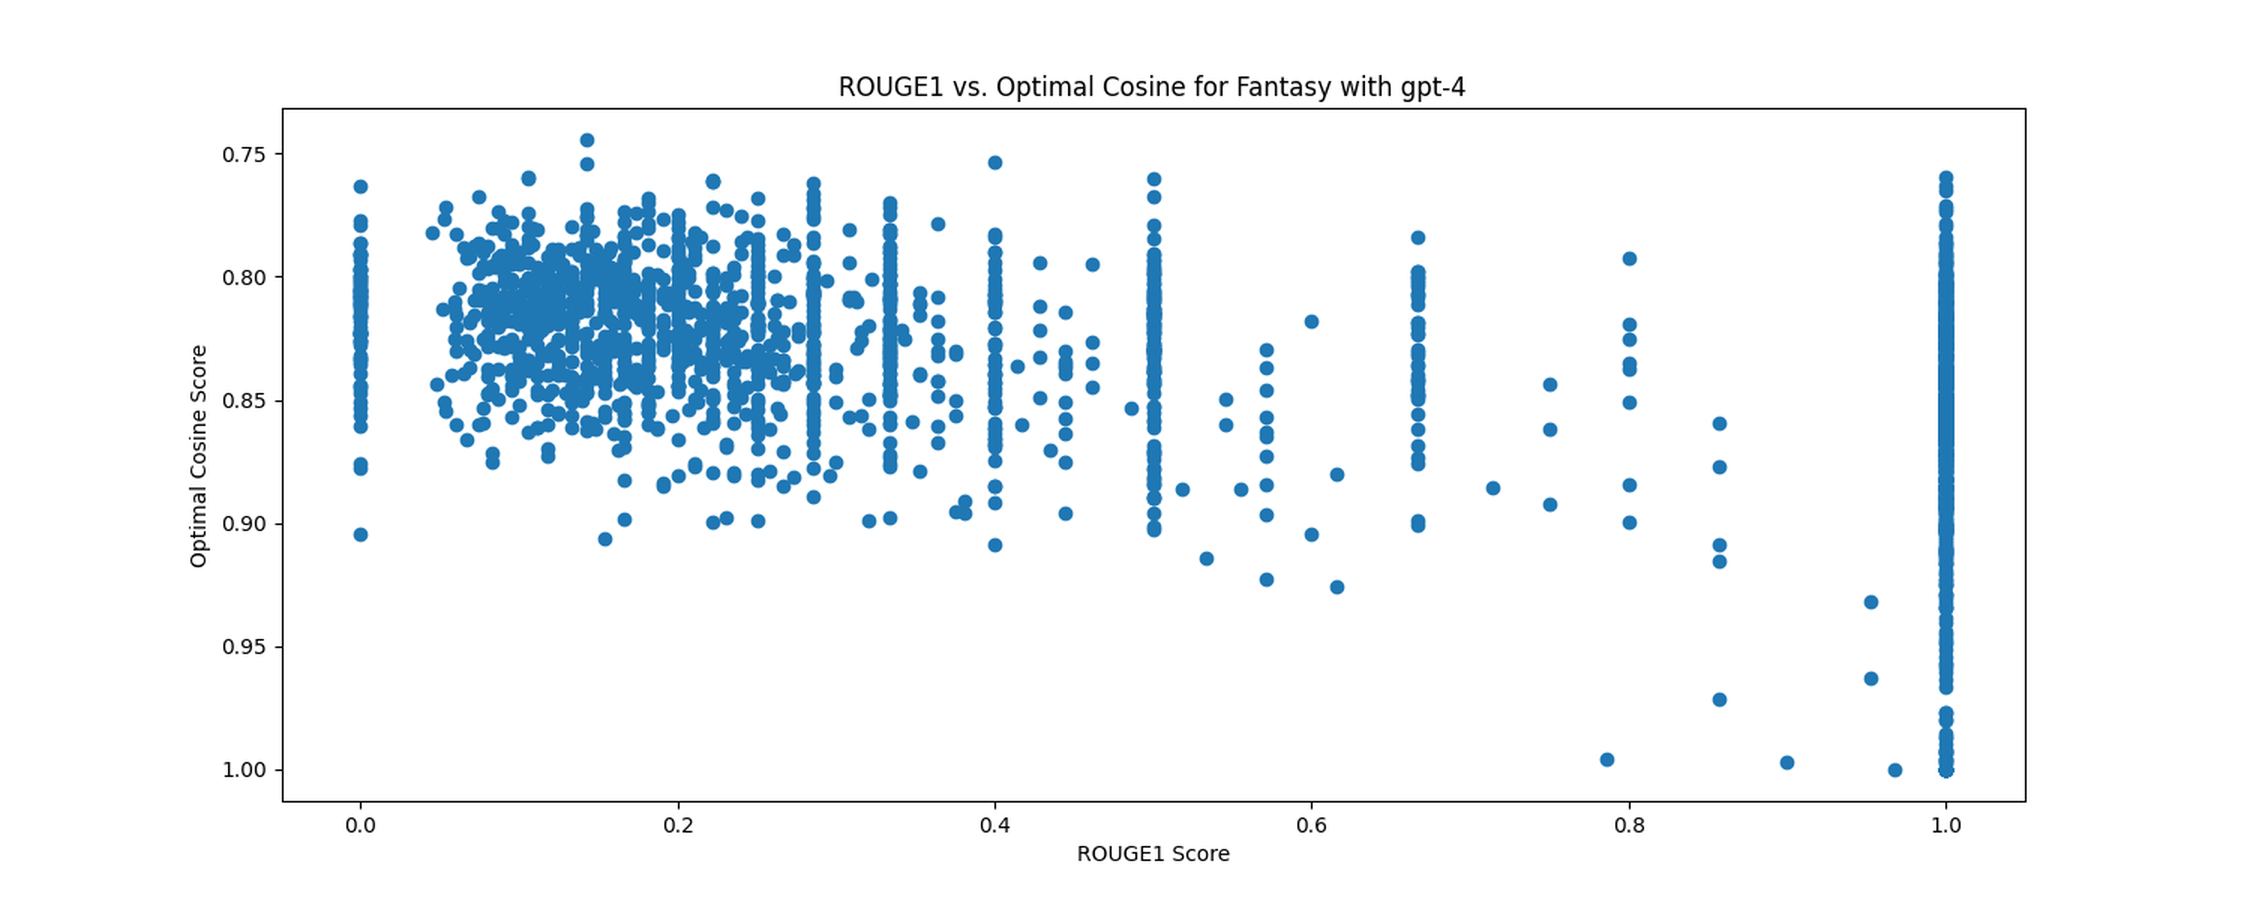 ROUGE1 vs. Optimal Cosine for Fantasy with gpt-4
0.75
0.80
0.85
0.90
0.95
1.00
Optimal Cosine Score
0.0 0.2 0.4 0.6 0.8 1.0
ROUGE1 Score